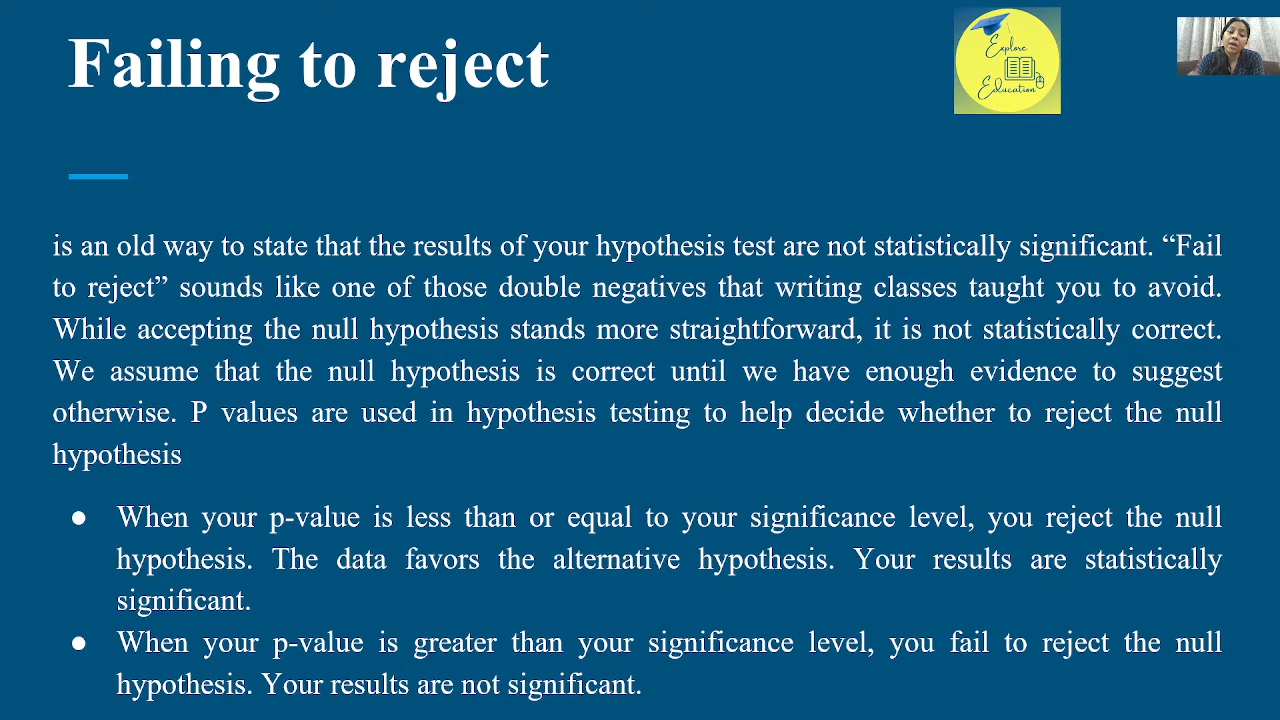 Failing to reject
Explore
Education
is an old way to state that the results of your hypothesis test are not statistically significant. “Fail
to reject” sounds like one of those double negatives that writing classes taught you to avoid.
While accepting the null hypothesis stands more straightforward, it is not statistically correct.
We assume that the null hypothesis is correct until we have enough evidence to suggest
otherwise. P values are used in hypothesis testing to help decide whether to reject the null
hypothesis
● When your p-value is less than or equal to your significance level, you reject the null
hypothesis. The data favors the alternative hypothesis. Your results are statistically
significant.
● When your p-value is greater than your significance level, you fail to reject the null
hypothesis. Your results are not significant.